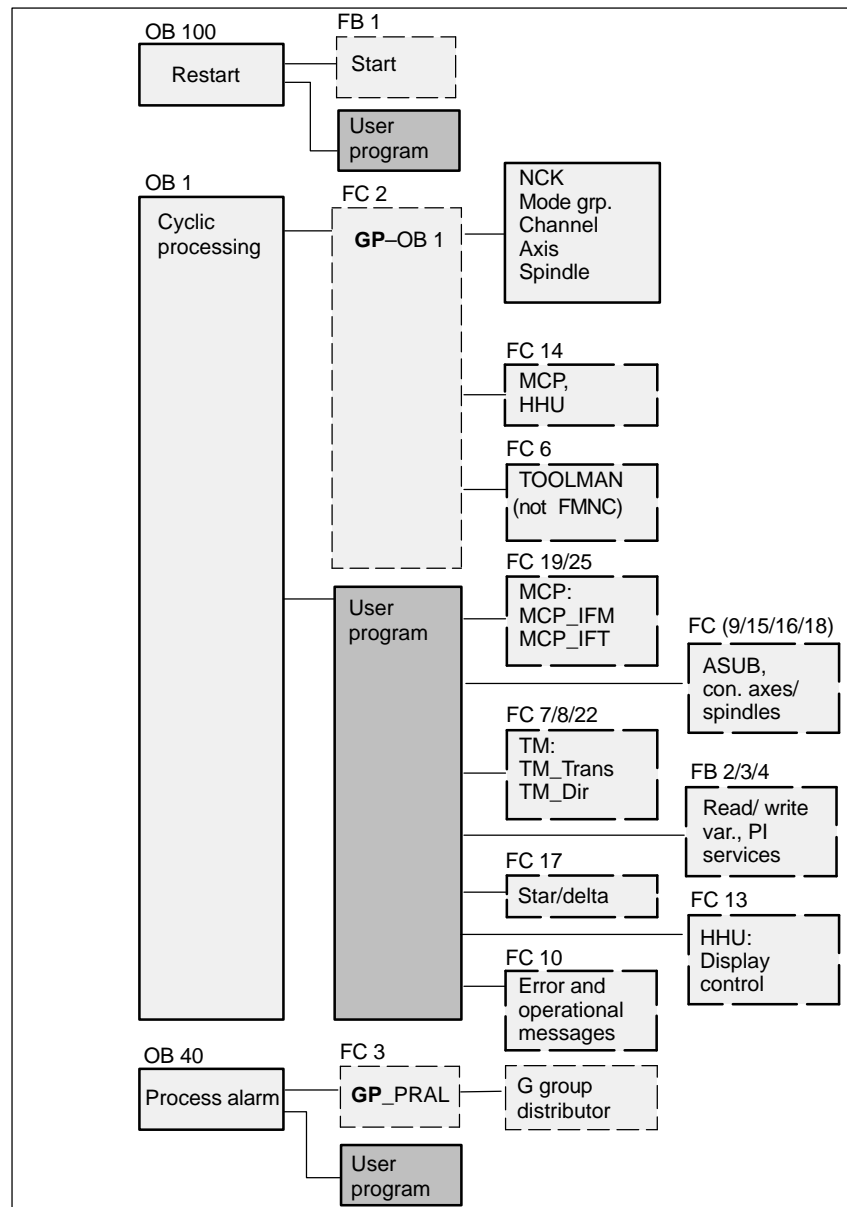 OB 100
Restart
FB 1
Start
User
program
OB 1
Cyclic
processing
FC 2
GP–OB 1
NCK
Mode grp.
Channel
Axis
Spindle
FC 14
MCP,
HHU
FC 6
TOOLMAN
(not FMNC)
User
program
FC 19/25
MCP:
MCP_IFM
MCP_IFT
FC (9/15/16/18)
ASUB,
con. axes/
spindles
FC 7/8/22
TM:
TM_Trans
TM_Dir
FB 2/3/4
Read/ write
var., PI
services
FC 17
Star/delta
FC 13
HHU:
Display
control
FC 10
Error and
operational
messages
OB 40
Process alarm
FC 3
GP_PRAL
G group
distributor
User
program